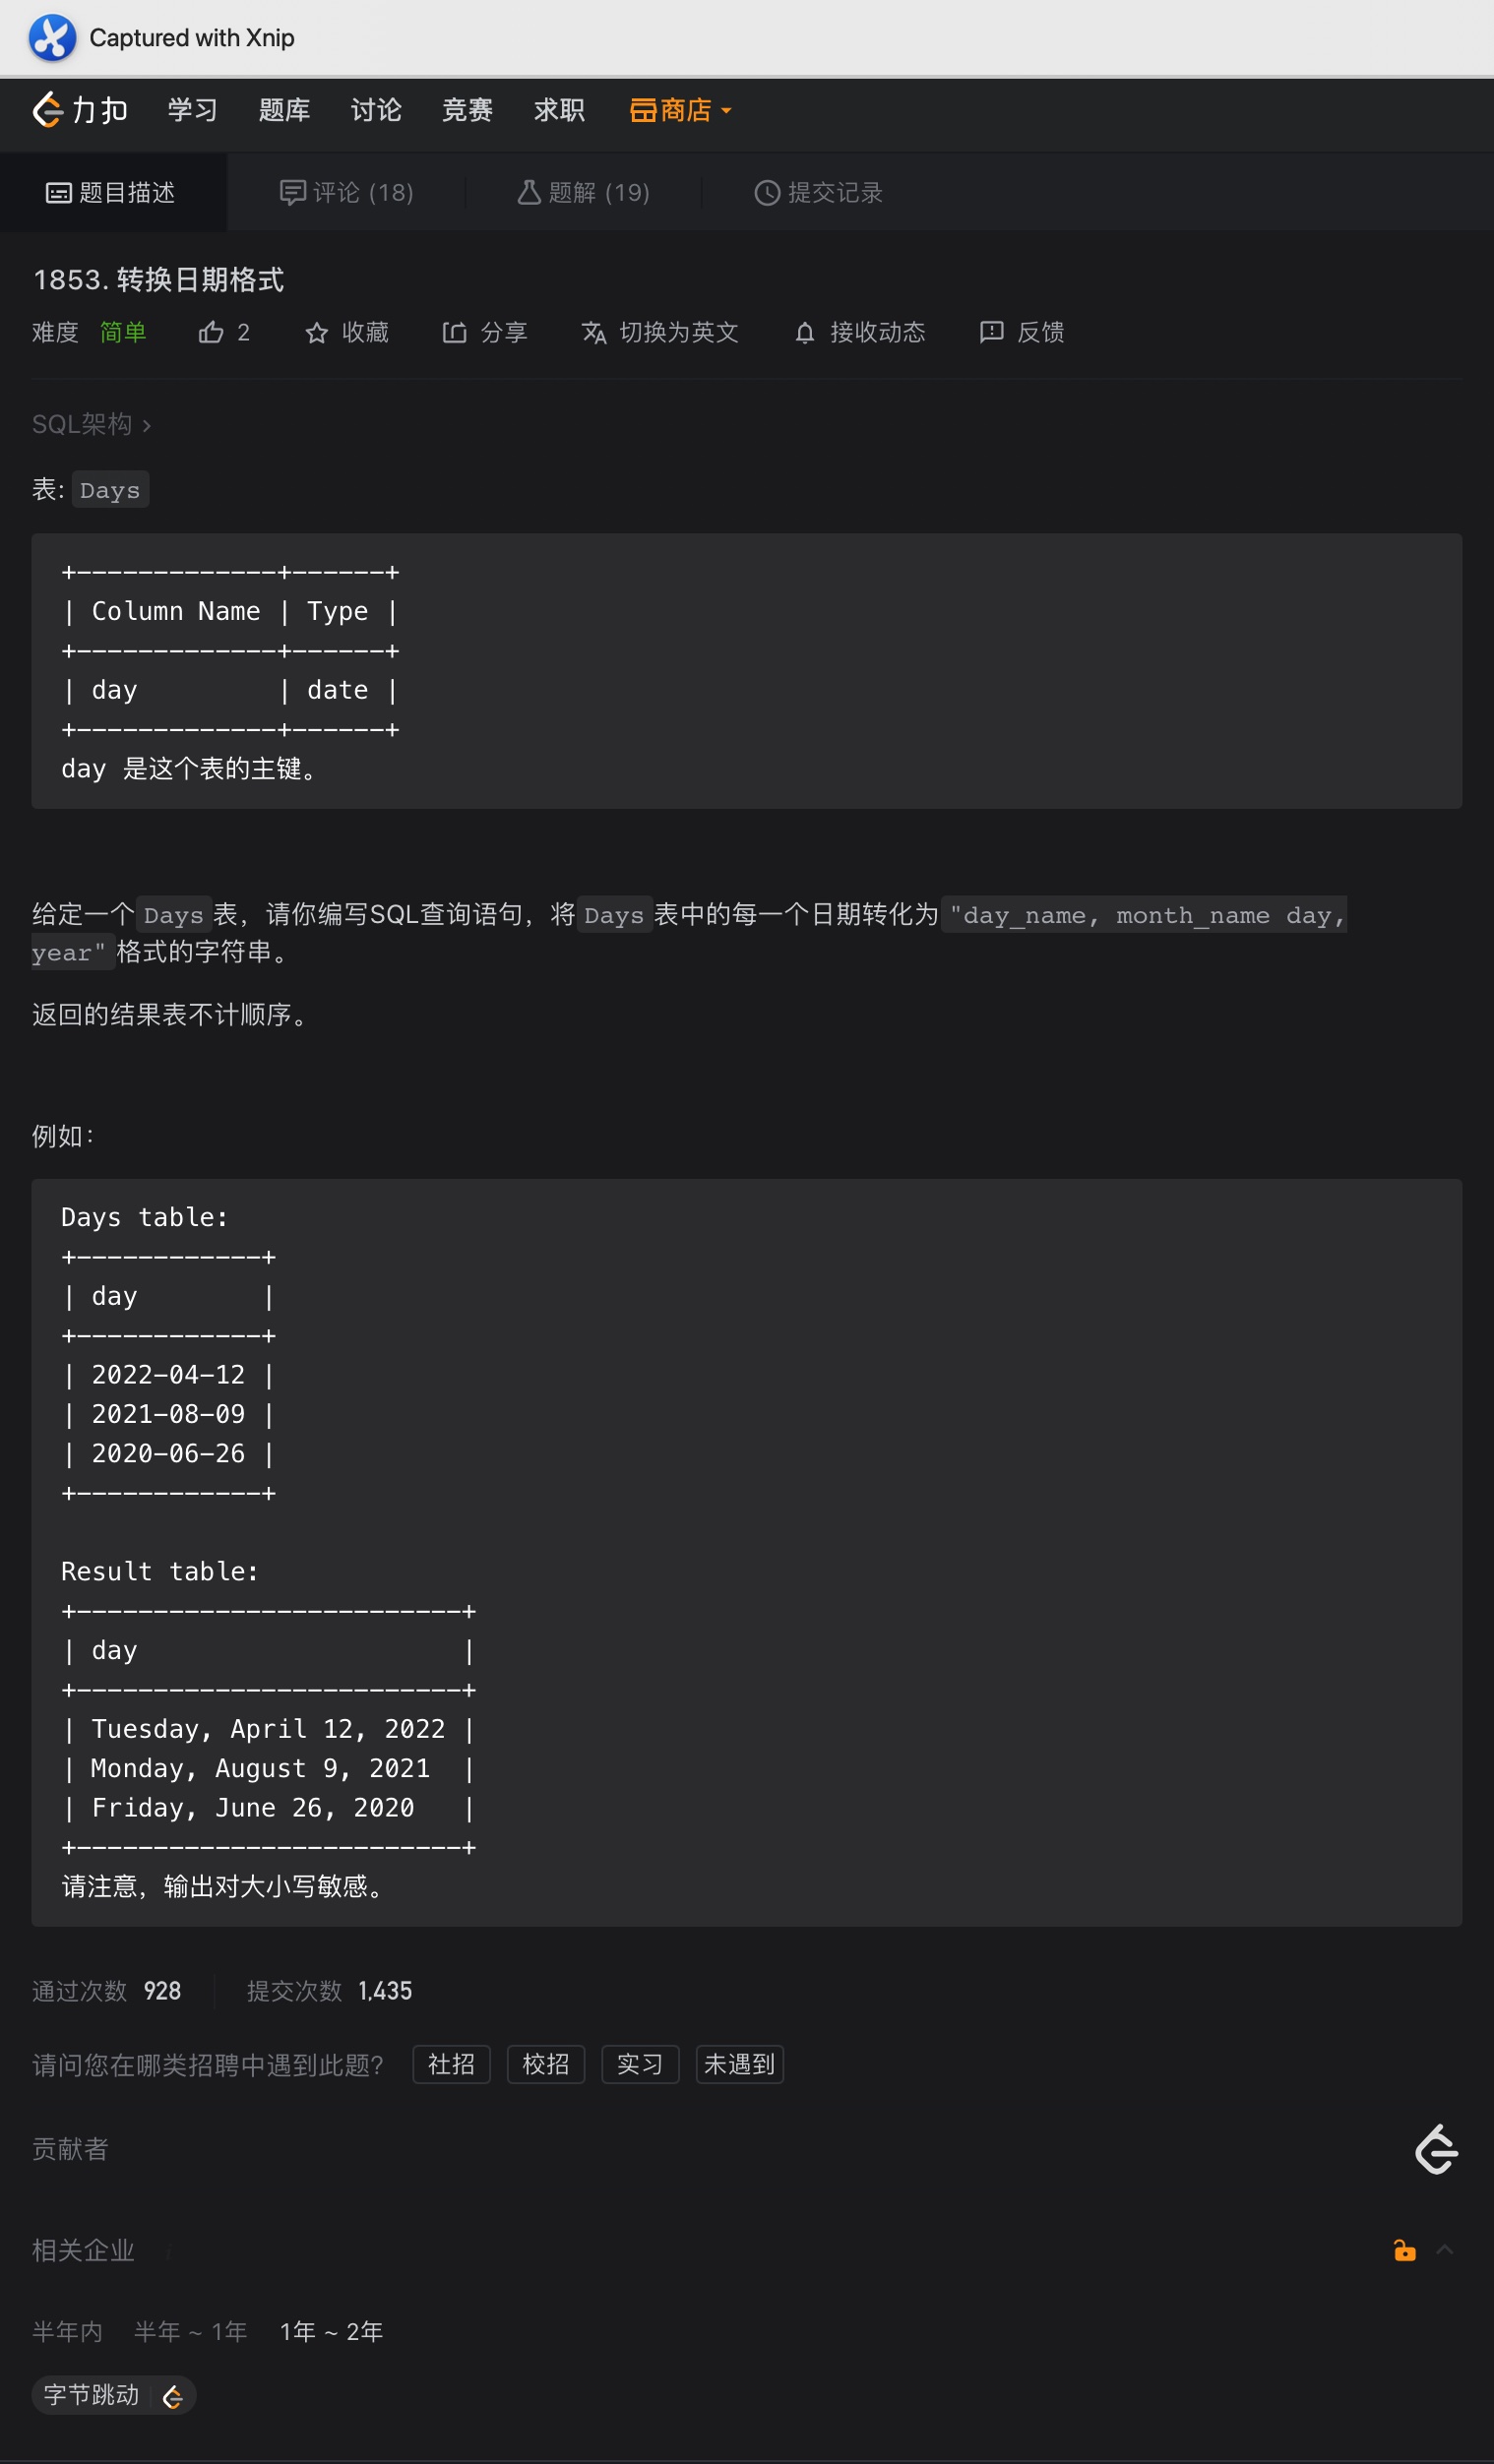 Captured with Xnip
力扣 学习 题库 讨论 竞赛 求职 商店
题目描述 评论 (18) 题解 (19) 提交记录
1853. 转换日期格式
难度 简单 2 收藏 分享 切换为英文 接收动态 反馈
SQL架构 ›
表: Days
+-------------+------+
| Column Name | Type |
+-------------+------+
| day         | date |
+-------------+------+
day 是这个表的主键。
给定一个 Days 表，请你编写SQL查询语句，将 Days 表中的每一个日期转化为 "day_name, month_name day,
year" 格式的字符串。
返回的结果表不计顺序。
例如：
Days table:
+------------+
| day        |
+------------+
| 2022-04-12 |
| 2021-08-09 |
| 2020-06-26 |
+------------+
Result table:
+-------------------------+
| day                     |
+-------------------------+
| Tuesday, April 12, 2022 |
| Monday, August 9, 2021  |
| Friday, June 26, 2020   |
+-------------------------+
请注意，输出对大小写敏感。
通过次数 928 提交次数 1,435
请问您在哪类招聘中遇到此题？ 社招 校招 实习 未遇到
贡献者
相关企业
半年内 半年 ~ 1年 1年 ~ 2年
字节跳动